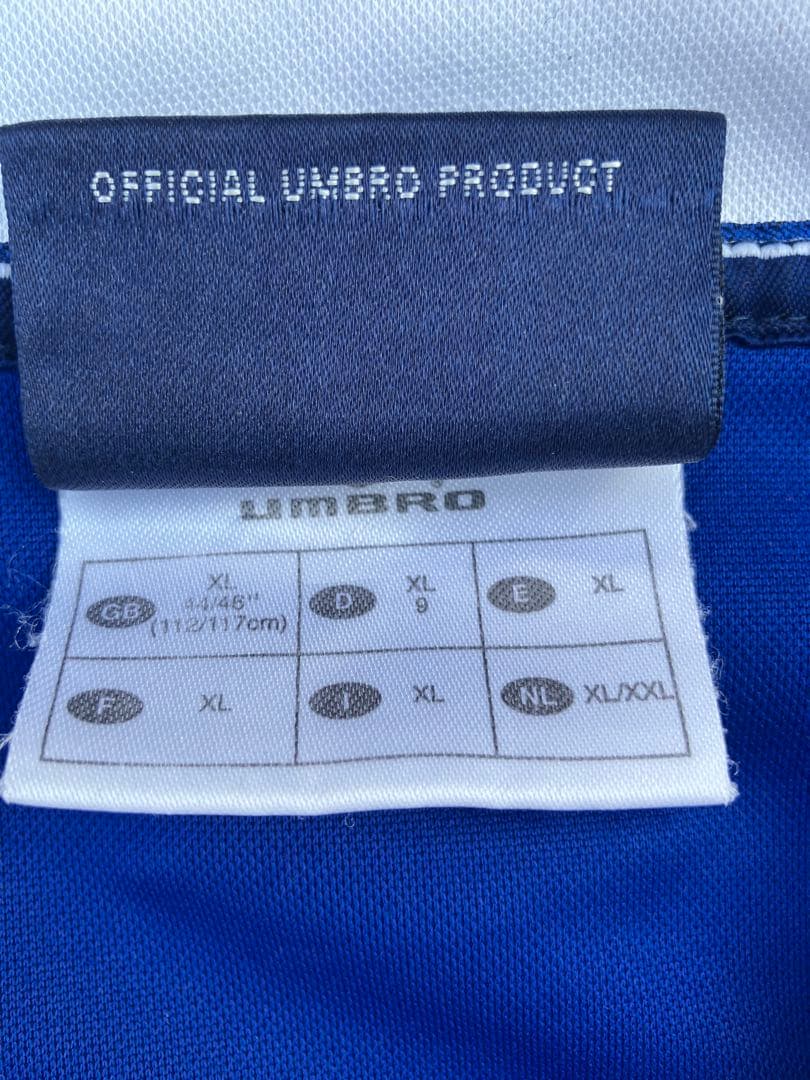 OFFICIAL UMBRO PRODUCT
umBRO
GB XL
44/46"
(112/117cm)
D XL
9
E XL
F XL
I XL
NL XL/XXL